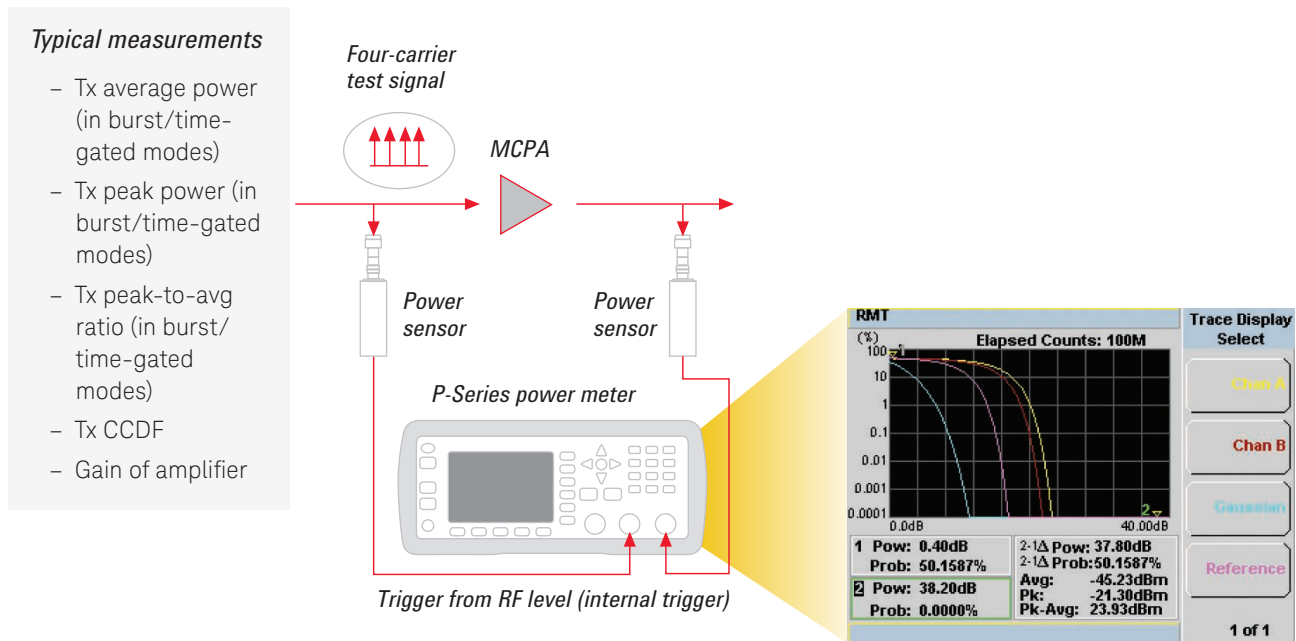 Typical measurements
– Tx average power
(in burst/time-
gated modes)
– Tx peak power (in
burst/time-gated
modes)
– Tx peak-to-avg
ratio (in burst/
time-gated
modes)
– Tx CCDF
– Gain of amplifier
Four-carrier
test signal
MCPA
Power
sensor
Power
sensor
P-Series power meter
Trigger from RF level (internal trigger)
RMT
(%)
Elapsed Counts: 100M
1
100
10
1
0.1
0.01
0.001
0.0001
2
0.0dB
40.00dB
1 Pow: 0.40dB
Prob: 50.1587%
2 Pow: 38.20dB
Prob: 0.0000%
2-1Δ Pow: 37.80dB
2-1Δ Prob:50.1587%
Avg: -45.23dBm
Pk: -21.30dBm
Pk-Avg: 23.93dBm
Trace Display
Select
Chan A
Chan B
Gaussian
Reference
1 of 1